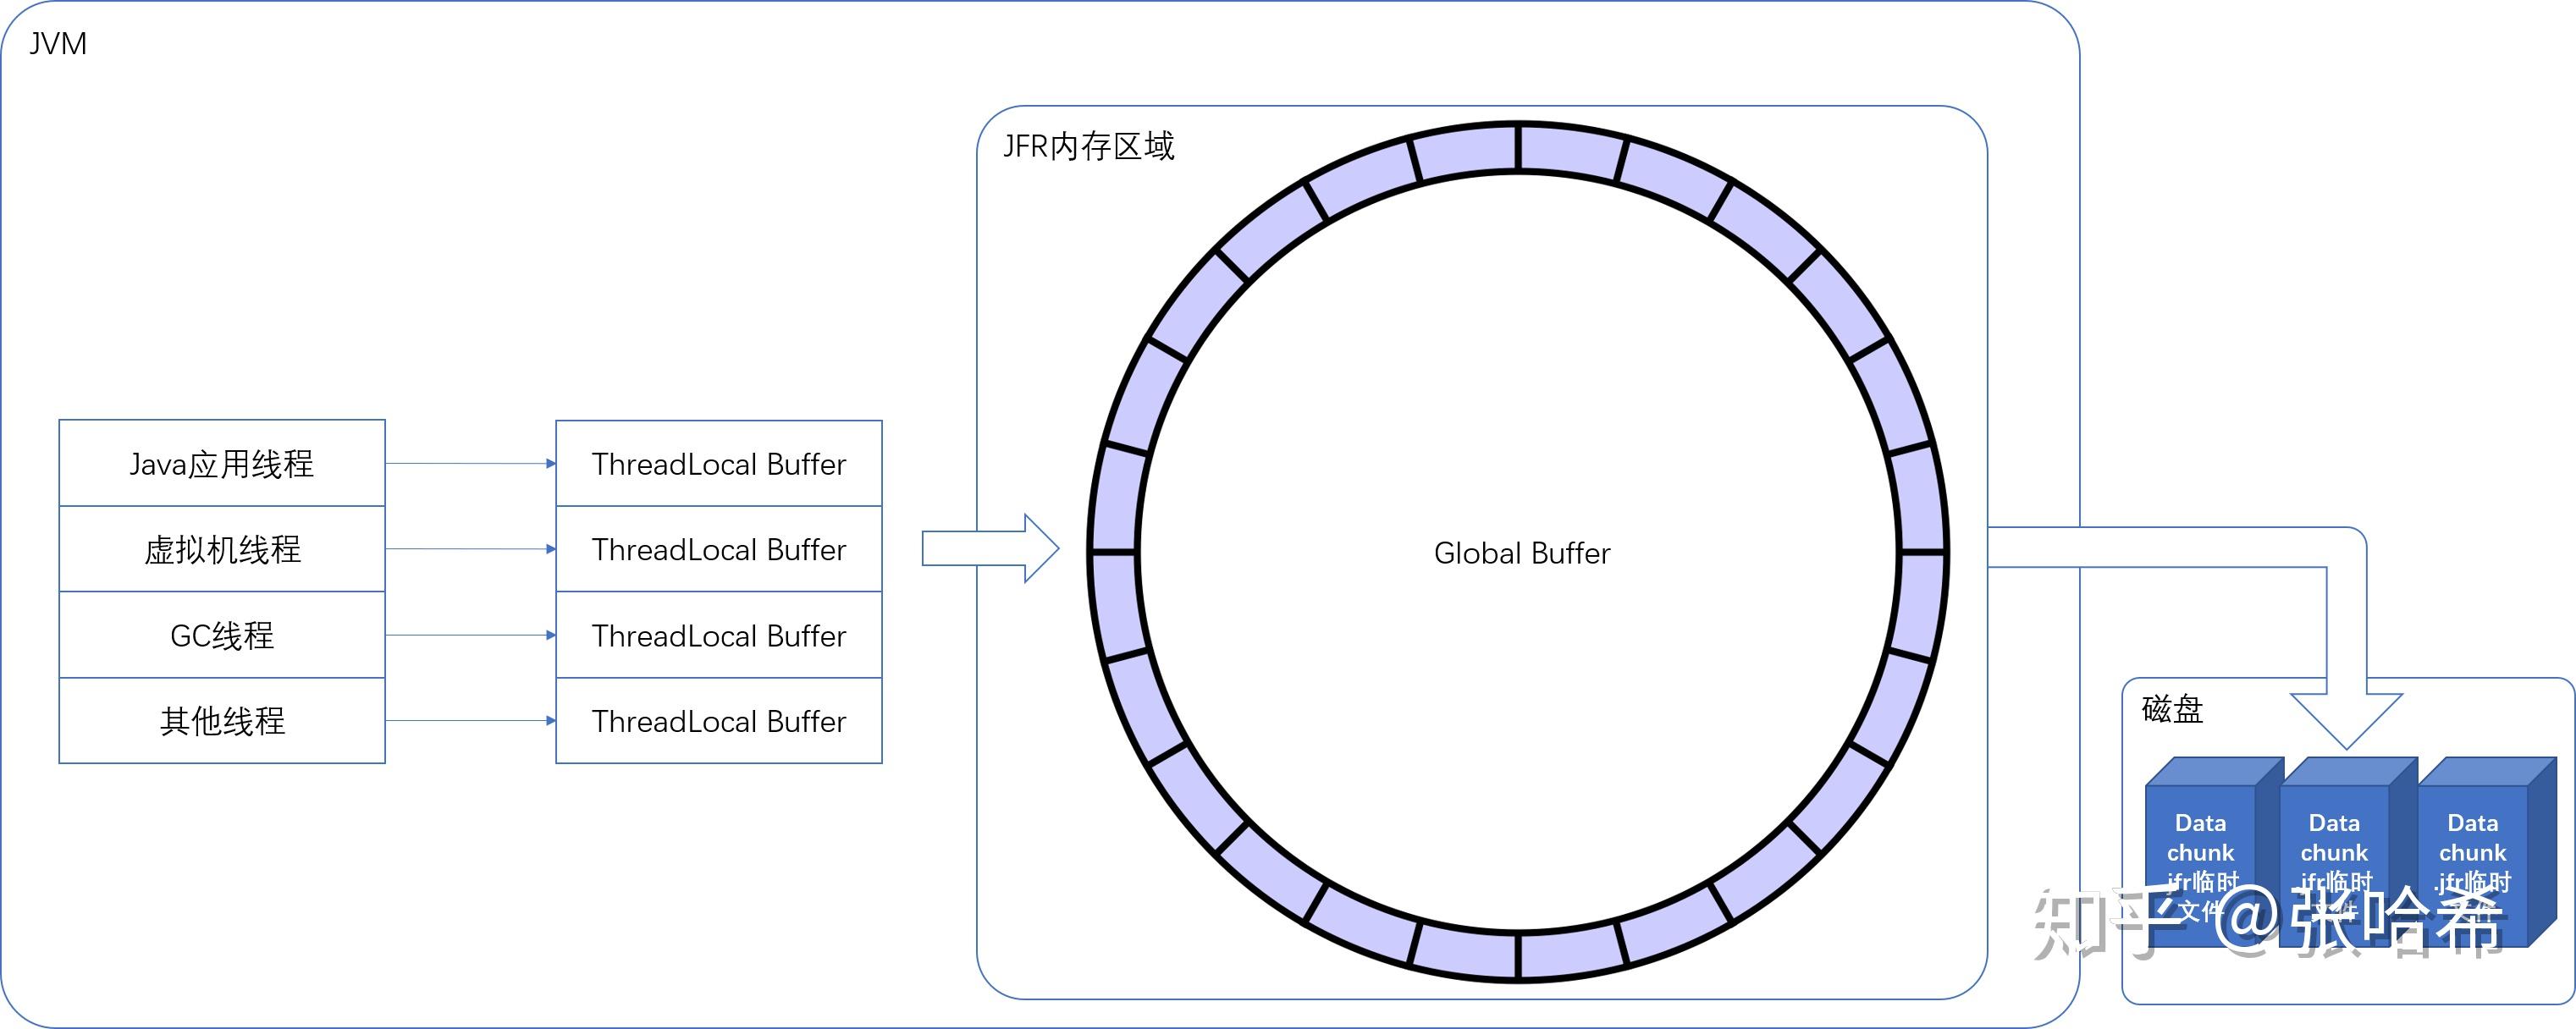 JVM
JFR内存区域
Java应用线程
ThreadLocal Buffer
虚拟机线程
ThreadLocal Buffer
GC线程
ThreadLocal Buffer
其他线程
ThreadLocal Buffer
Global Buffer
磁盘
Data
chunk
.jfr临时
文件
Data
chunk
.jfr临时
文件
Data
chunk
.jfr临时
文件
知乎 @张哈希